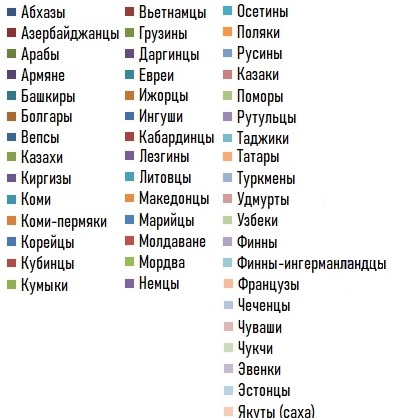 Абхазы
Азербайджанцы
Арабы
Армяне
Башкиры
Болгары
Вепсы
Казахи
Киргизы
Коми
Коми-пермяки
Корейцы
Кубинцы
Кумыки
Вьетнамцы
Грузины
Даргинцы
Евреи
Ижорцы
Ингуши
Кабардинцы
Лезгины
Литовцы
Македонцы
Марийцы
Молдаване
Мордва
Немцы
Осетины
Поляки
Русины
Казаки
Поморы
Рутульцы
Таджики
Татары
Туркмены
Удмурты
Узбеки
Финны
Финны-ингерманландцы
Французы
Чеченцы
Чуваши
Чукчи
Эвенки
Эстонцы
Якуты (саха)